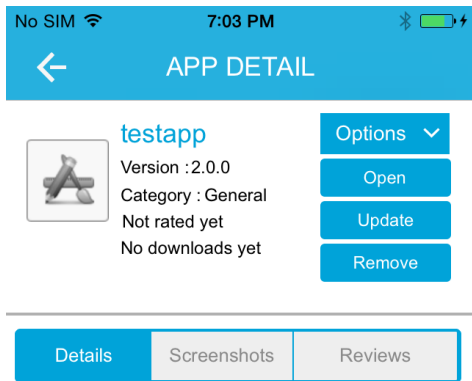 No SIM 7:03 PM
APP DETAIL
testapp
Version :2.0.0
Category : General
Not rated yet
No downloads yet
Options
Open
Update
Remove
Details Screenshots Reviews